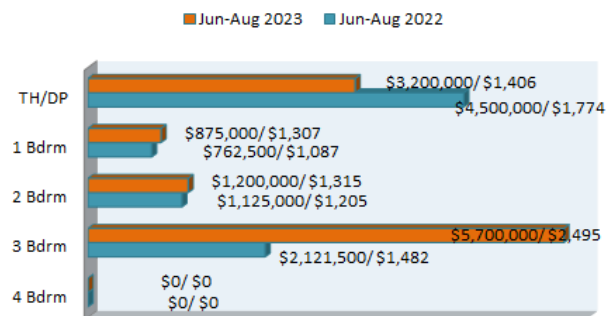 Jun-Aug 2023 Jun-Aug 2022
TH/DP
$3,200,000/ $1,406
$4,500,000/ $1,774
1 Bdrm
$875,000/ $1,307
$762,500/ $1,087
2 Bdrm
$1,200,000/ $1,315
$1,125,000/ $1,205
3 Bdrm
$5,700,000/ $2,495
$2,121,500/ $1,482
4 Bdrm
$0/ $0
$0/ $0